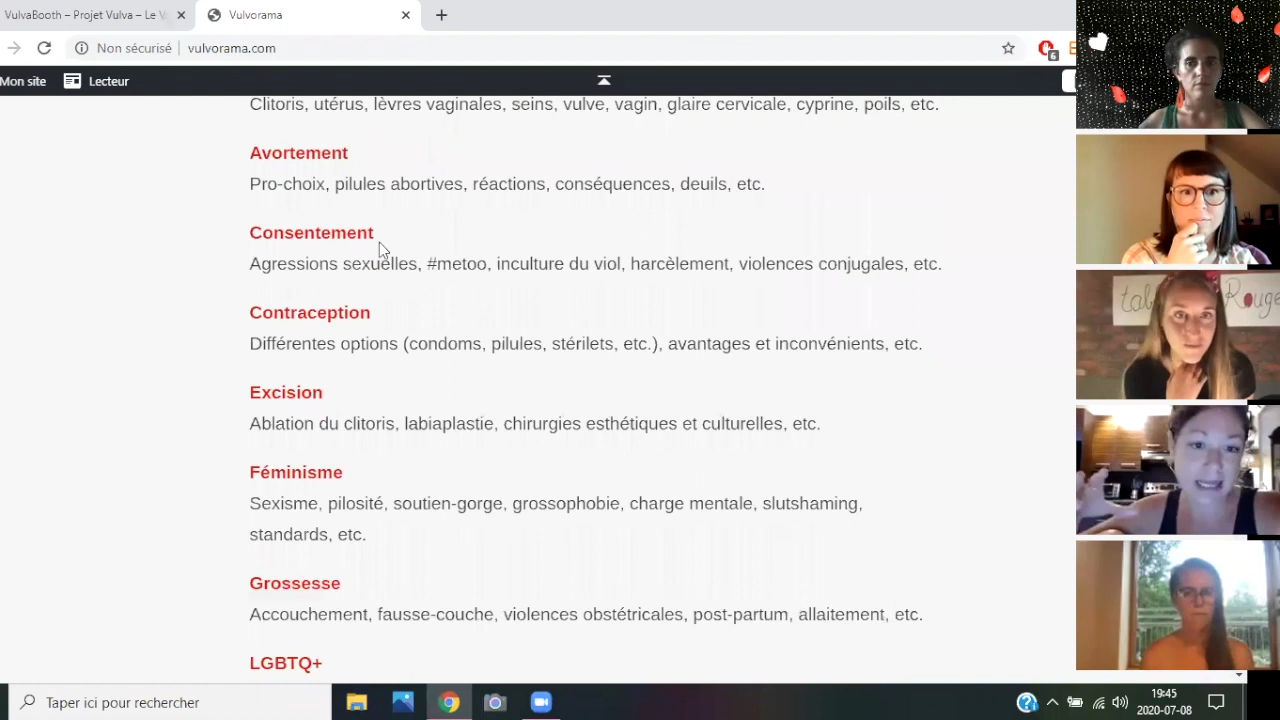 VulvaBooth – Projet Vulva – Le V
Vulvorama
Non sécurisé | vulvorama.com
6
Mon site
Lecteur
Clitoris, utérus, lèvres vaginales, seins, vulve, vagin, glaire cervicale, cyprine, poils, etc.
Avortement
Pro-choix, pilules abortives, réactions, conséquences, deuils, etc.
Consentement
Agressions sexuelles, #metoo, inculture du viol, harcèlement, violences conjugales, etc.
Contraception
Différentes options (condoms, pilules, stérilets, etc.), avantages et inconvénients, etc.
Excision
Ablation du clitoris, labiaplastie, chirurgies esthétiques et culturelles, etc.
Féminisme
Sexisme, pilosité, soutien-gorge, grossophobie, charge mentale, slutshaming,
standards, etc.
Grossesse
Accouchement, fausse-couche, violences obstétricales, post-partum, allaitement, etc.
LGBTQ+
Rouge
Taper ici pour rechercher
19:45
2020-07-08